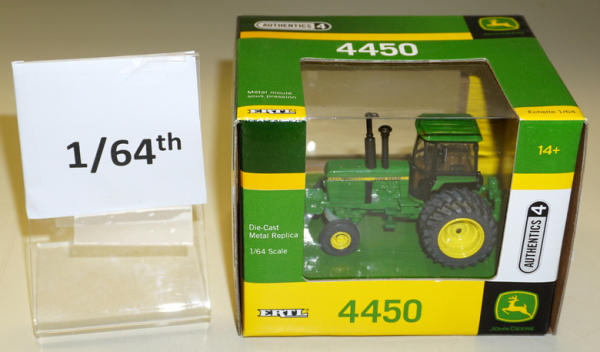 1/64th
AUTHENTICS 4
4450
Métal moulé
sous pression
ERTL
Échelle 1/64
14+
Die-Cast
Metal Replica
1/64 Scale
AUTHENTICS 4
ERTL
4450
JOHN DEERE